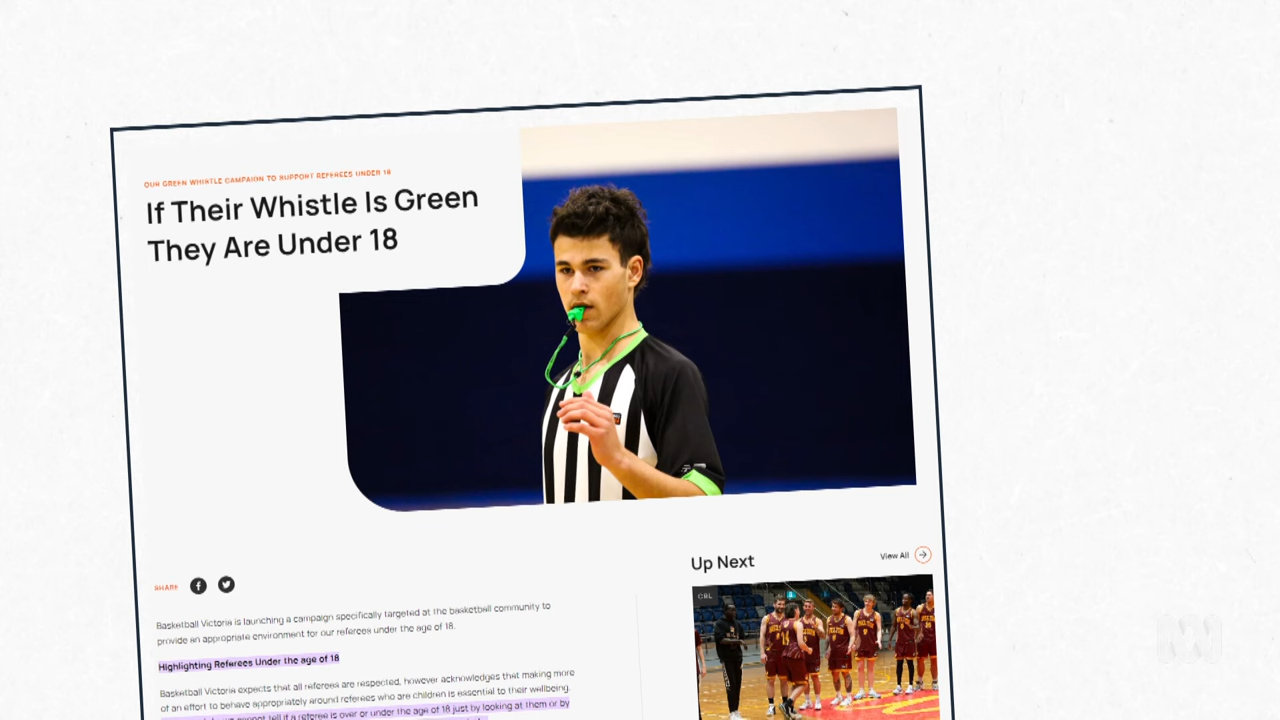 OUR GREEN WHISTLE CAMPAIGN TO SUPPORT REFEREES UNDER 18
If Their Whistle Is Green
They Are Under 18
SHARE
Basketball Victoria is launching a campaign specifically targeted at the basketball community to
provide an appropriate environment for our referees under the age of 18.
Highlighting Referees Under the age of 18
Basketball Victoria expects that all referees are respected, however acknowledges that making more
of an effort to behave appropriately around referees who are children is essential to their wellbeing.
cannot tell if a referee is over or under the age of 18 just by looking at them or by
Up Next
View All
CBL